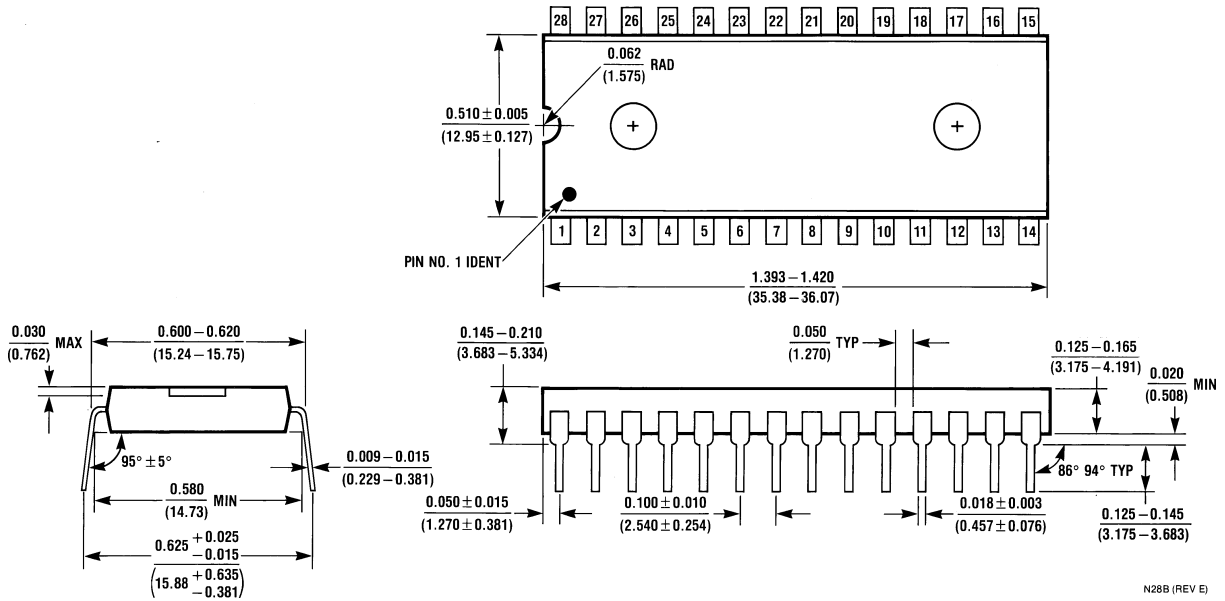 28 27 26 25 24 23 22 21 20 19 18 17 16 15
0.062
(1.575)
RAD
0.510 ± 0.005
(12.95 ± 0.127)
1 2 3 4 5 6 7 8 9 10 11 12 13 14
PIN NO. 1 IDENT
1.393 – 1.420
(35.38 – 36.07)
0.030
(0.762)
MAX
0.600 – 0.620
(15.24 – 15.75)
95° ± 5°
0.009 – 0.015
(0.229 – 0.381)
0.580
(14.73)
MIN
0.625 + 0.025
– 0.015
(15.88 + 0.635
– 0.381)
0.145 – 0.210
(3.683 – 5.334)
0.050
(1.270)
TYP
0.125 – 0.165
(3.175 – 4.191)
0.020
(0.508)
MIN
86° 94° TYP
0.050 ± 0.015
(1.270 ± 0.381)
0.100 ± 0.010
(2.540 ± 0.254)
0.018 ± 0.003
(0.457 ± 0.076)
0.125 - 0.145
(3.175 - 3.683)
N28B (REV E)